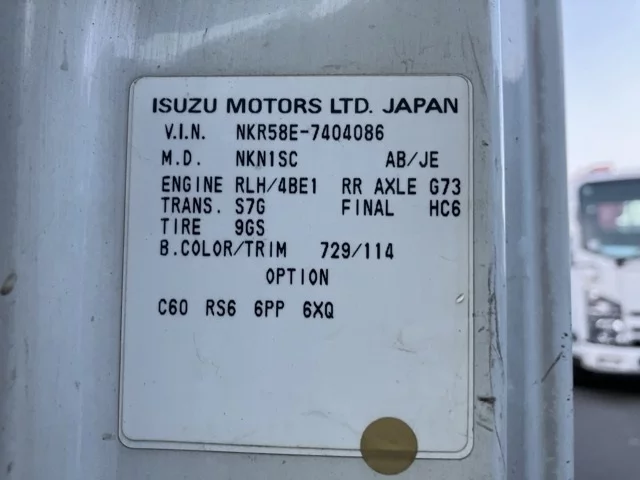 ISUZU MOTORS LTD. JAPAN
V.I.N. NKR58E-7404086
M.D. NKN1SC AB/JE
ENGINE RLH/4BE1 RR AXLE G73
TRANS. S7G FINAL HC6
TIRE 9GS
B.COLOR/TRIM 729/114
OPTION
C60 RS6 6PP 6XQ